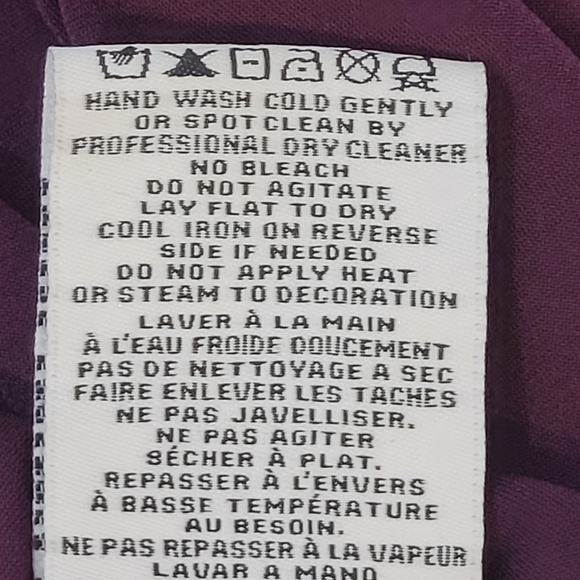 HAND WASH COLD GENTLY
OR SPOT CLEAN BY
PROFESSIONAL DRY CLEANER
NO BLEACH
DO NOT AGITATE
LAY FLAT TO DRY
COOL IRON ON REVERSE
SIDE IF NEEDED
DO NOT APPLY HEAT
OR STEAM TO DECORATION
LAVER À LA MAIN
À L'EAU FROIDE DOUCEMENT
PAS DE NETTOYAGE A SEC
FAIRE ENLEVER LES TACHES
NE PAS JAVELLISER.
NE PAS AGITER
SÉCHER À PLAT.
REPASSER À L'ENVERS
À BASSE TEMPÉRATURE
AU BESOIN.
NE PAS REPASSER À LA VAPEUR
LAVAR A MANO